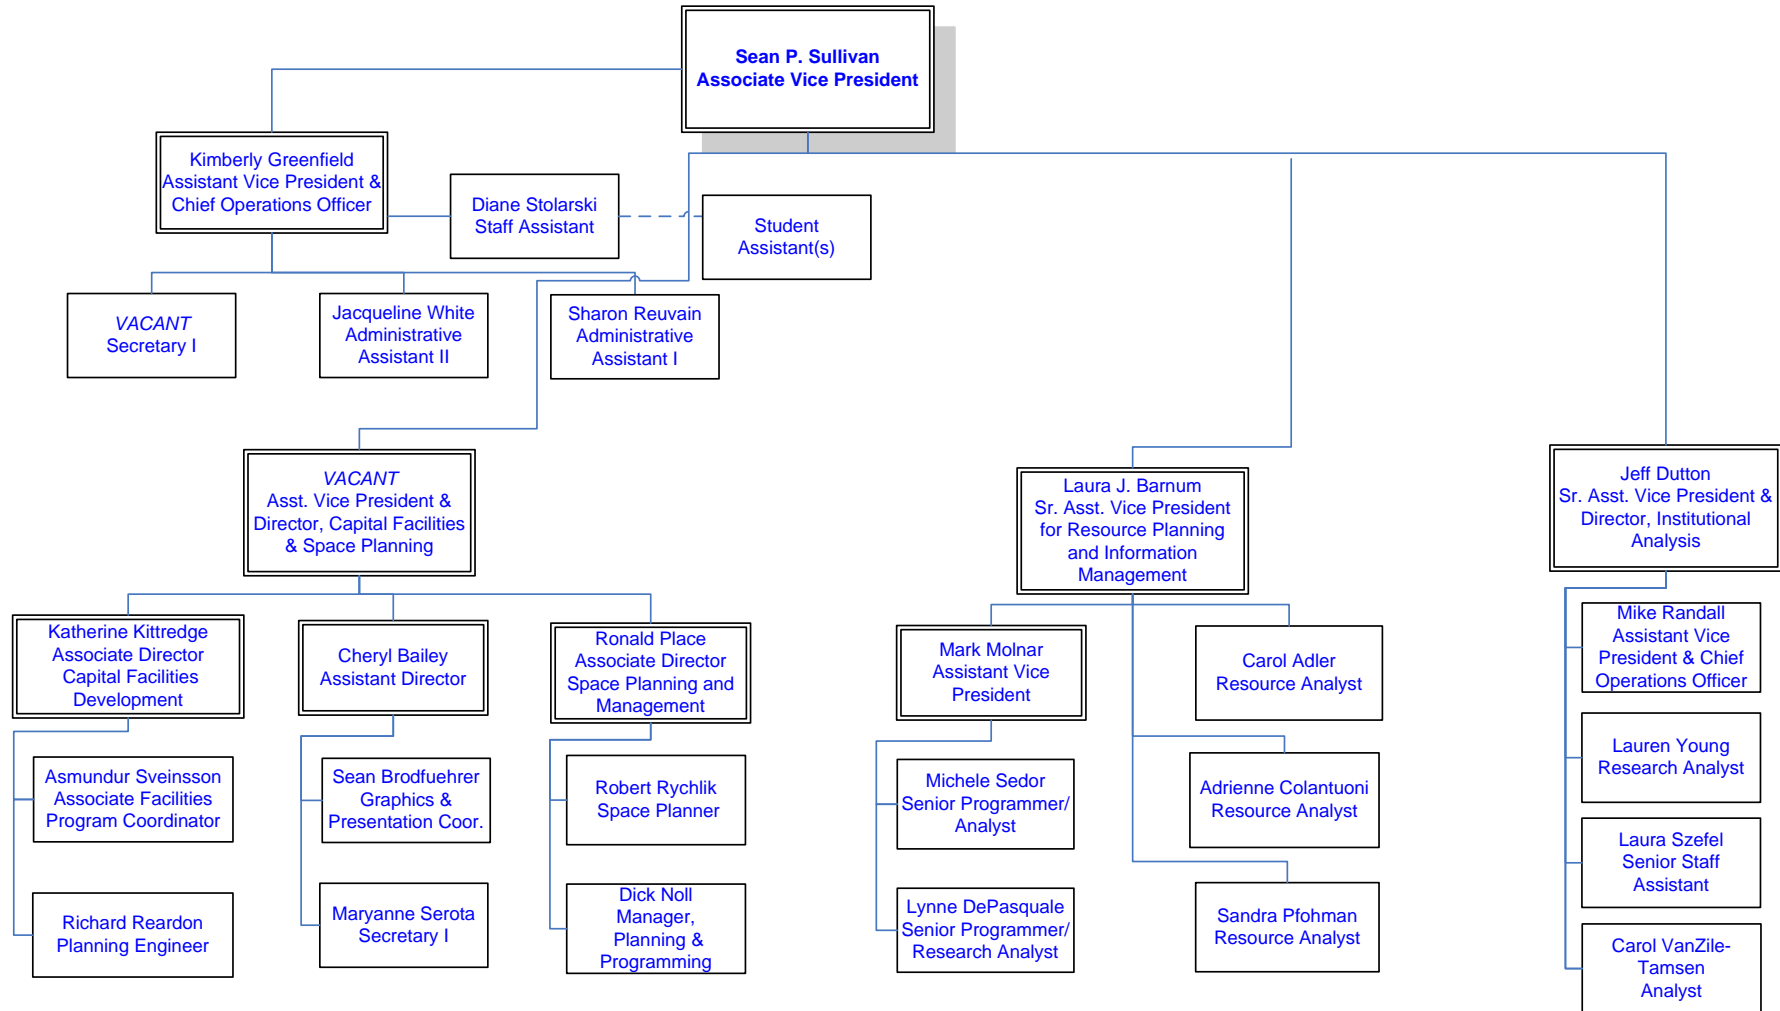 Sean P. Sullivan
Associate Vice President
Kimberly Greenfield
Assistant Vice President &
Chief Operations Officer
Diane Stolarski
Staff Assistant
Student
Assistant(s)
VACANT
Secretary I
Jacqueline White
Administrative
Assistant II
Sharon Reuvain
Administrative
Assistant I
VACANT
Asst. Vice President &
Director, Capital Facilities
& Space Planning
Laura J. Barnum
Sr. Asst. Vice President
for Resource Planning
and Information
Management
Jeff Dutton
Sr. Asst. Vice President &
Director, Institutional
Analysis
Katherine Kittredge
Associate Director
Capital Facilities
Development
Cheryl Bailey
Assistant Director
Ronald Place
Associate Director
Space Planning and
Management
Mark Molnar
Assistant Vice
President
Carol Adler
Resource Analyst
Mike Randall
Assistant Vice
President & Chief
Operations Officer
Asmundur Sveinsson
Associate Facilities
Program Coordinator
Sean Brodfuehrer
Graphics &
Presentation Coor.
Robert Rychlik
Space Planner
Michele Sedor
Senior Programmer/
Analyst
Adrienne Colantuoni
Resource Analyst
Lauren Young
Research Analyst
Laura Szefel
Senior Staff
Assistant
Richard Reardon
Planning Engineer
Maryanne Serota
Secretary I
Dick Noll
Manager,
Planning &
Programming
Lynne DePasquale
Senior Programmer/
Research Analyst
Sandra Pfohman
Resource Analyst
Carol VanZile-
Tamsen
Analyst